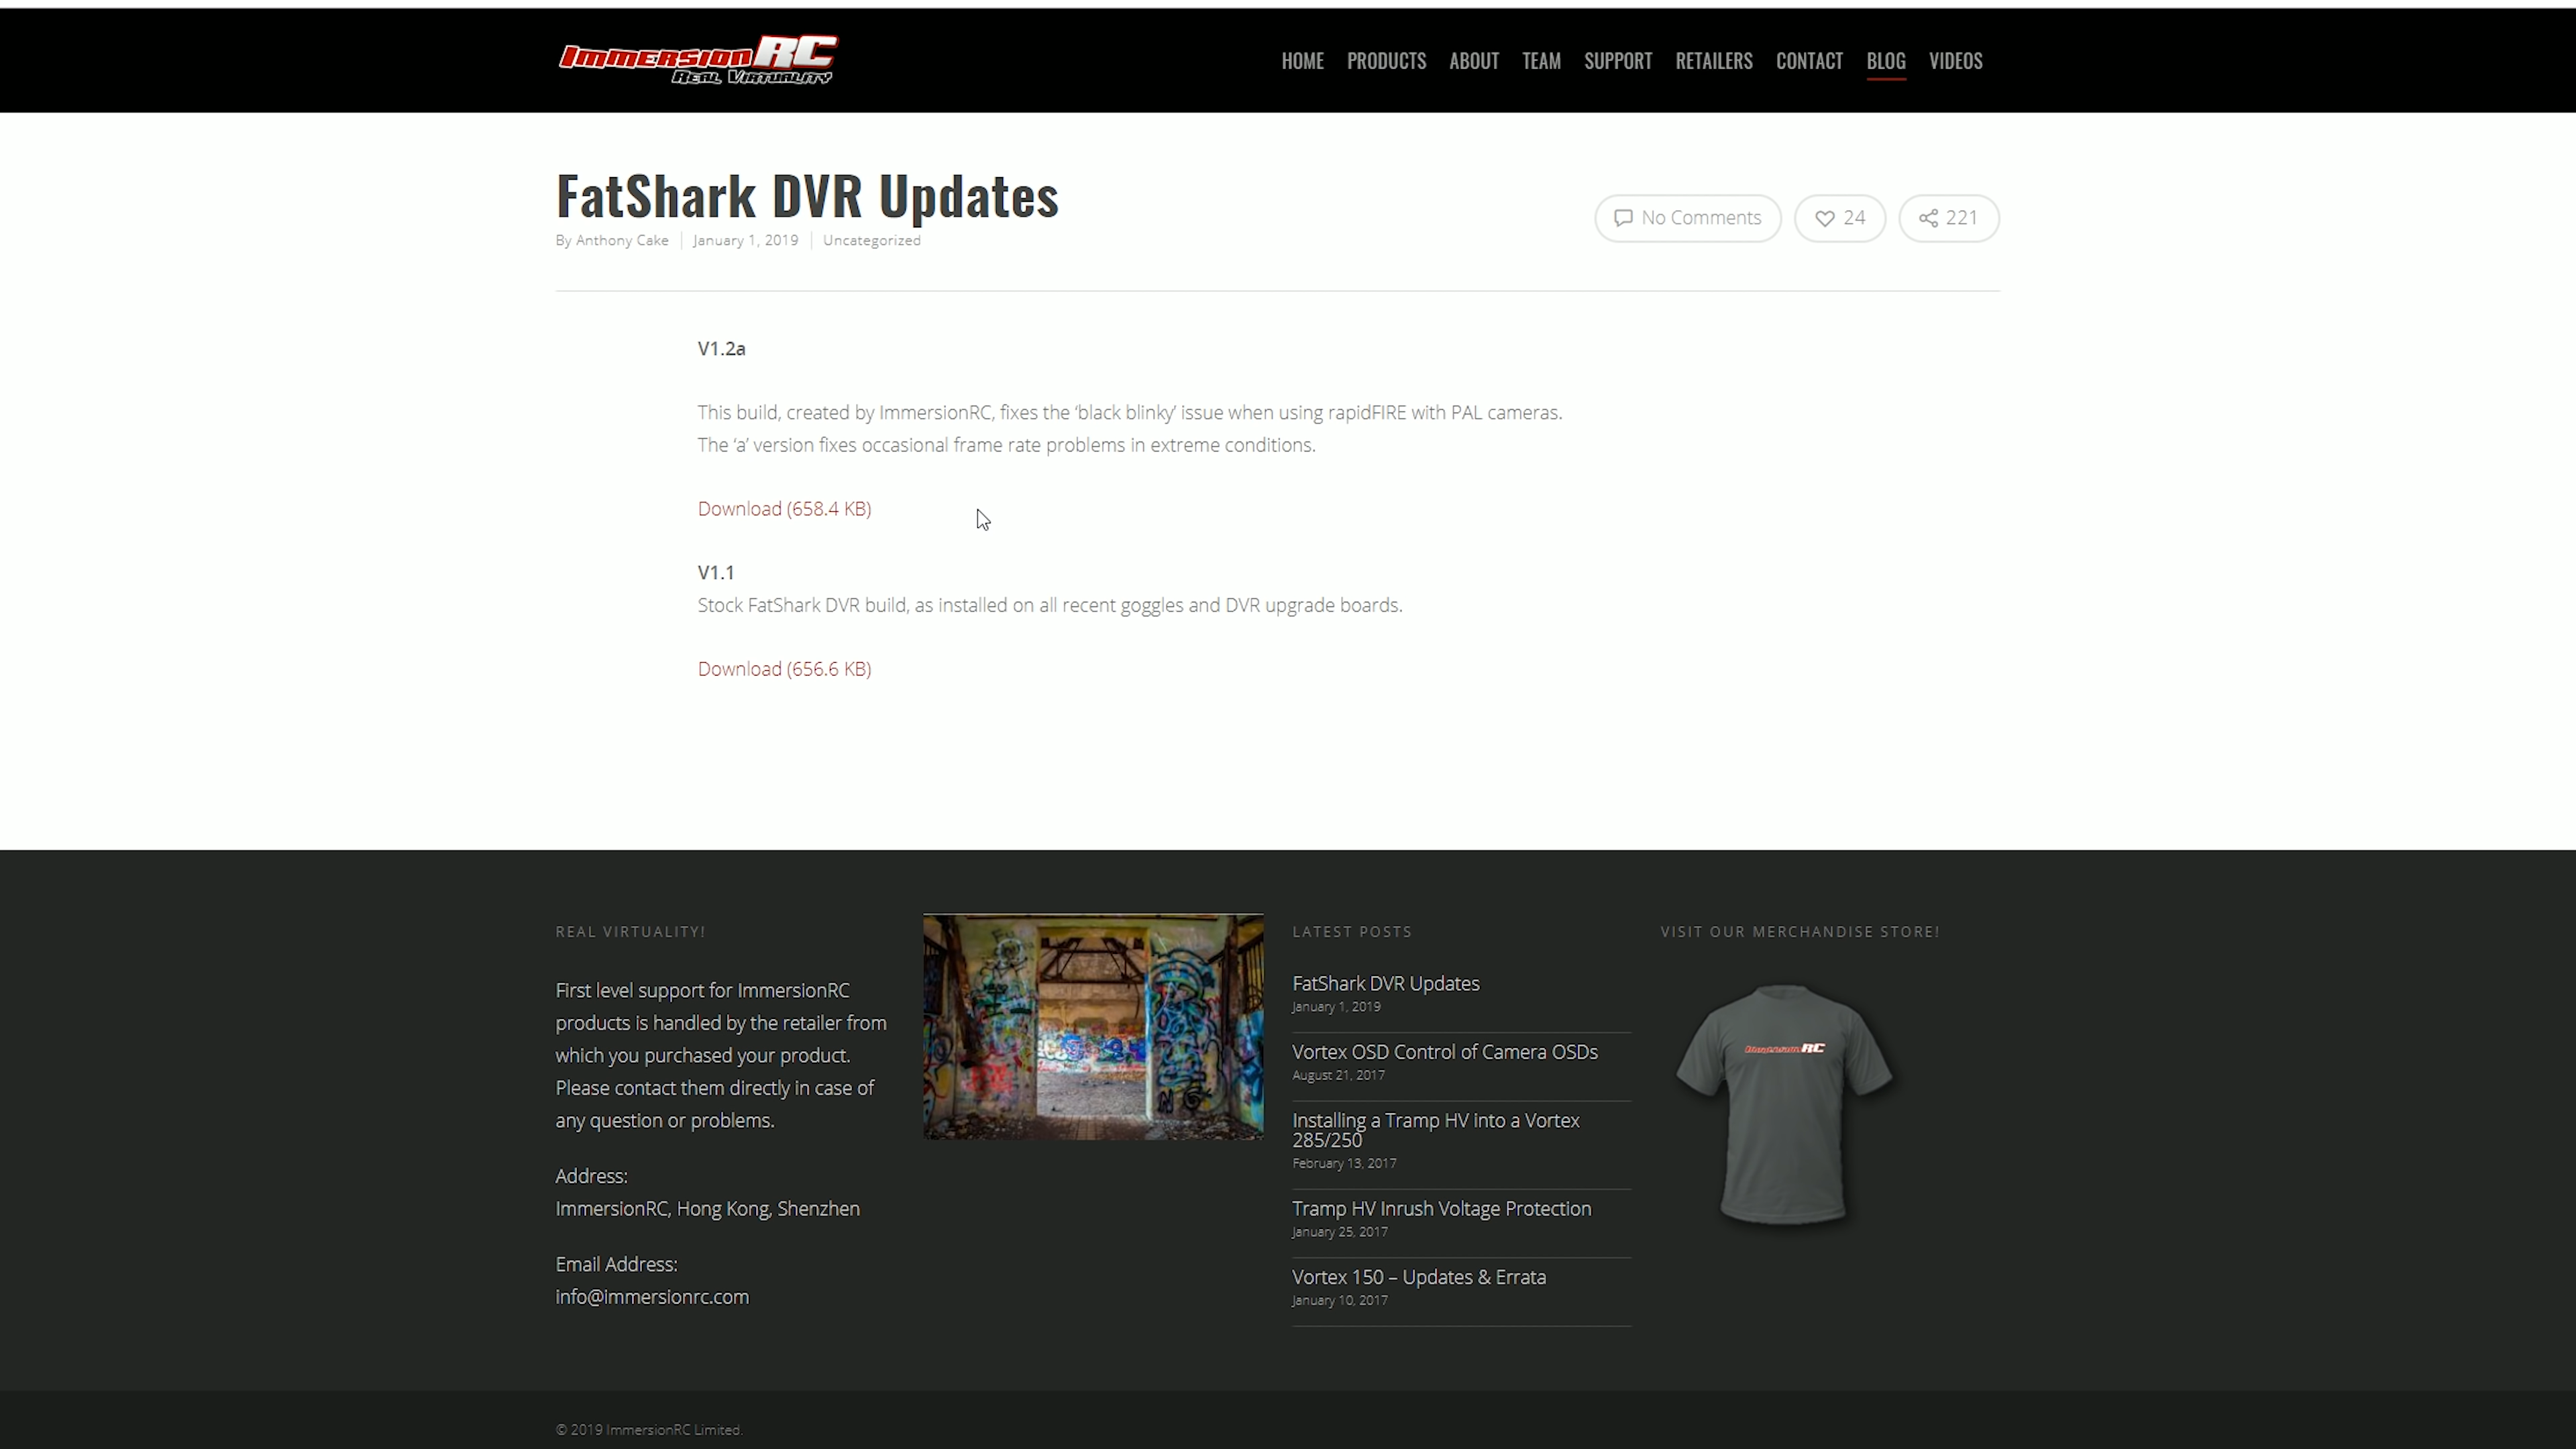 ImmersionRC
Real Virtuality
HOME PRODUCTS ABOUT TEAM SUPPORT RETAILERS CONTACT BLOG VIDEOS
FatShark DVR Updates
By Anthony Cake January 1, 2019 Uncategorized
No Comments 24 221
V1.2a
This build, created by ImmersionRC, fixes the ‘black blinky’ issue when using rapidFIRE with PAL cameras.
The ‘a’ version fixes occasional frame rate problems in extreme conditions.
Download (658.4 KB)
V1.1
Stock FatShark DVR build, as installed on all recent goggles and DVR upgrade boards.
Download (656.6 KB)
REAL VIRTUALITY!
First level support for ImmersionRC
products is handled by the retailer from
which you purchased your product.
Please contact them directly in case of
any question or problems.
Address:
ImmersionRC, Hong Kong, Shenzhen
Email Address:
info@immersionrc.com
LATEST POSTS
FatShark DVR Updates
January 1, 2019
Vortex OSD Control of Camera OSDs
August 21, 2017
Installing a Tramp HV into a Vortex
285/250
February 13, 2017
Tramp HV Inrush Voltage Protection
January 25, 2017
Vortex 150 – Updates & Errata
January 10, 2017
VISIT OUR MERCHANDISE STORE!
ImmersionRC
© 2019 ImmersionRC Limited.